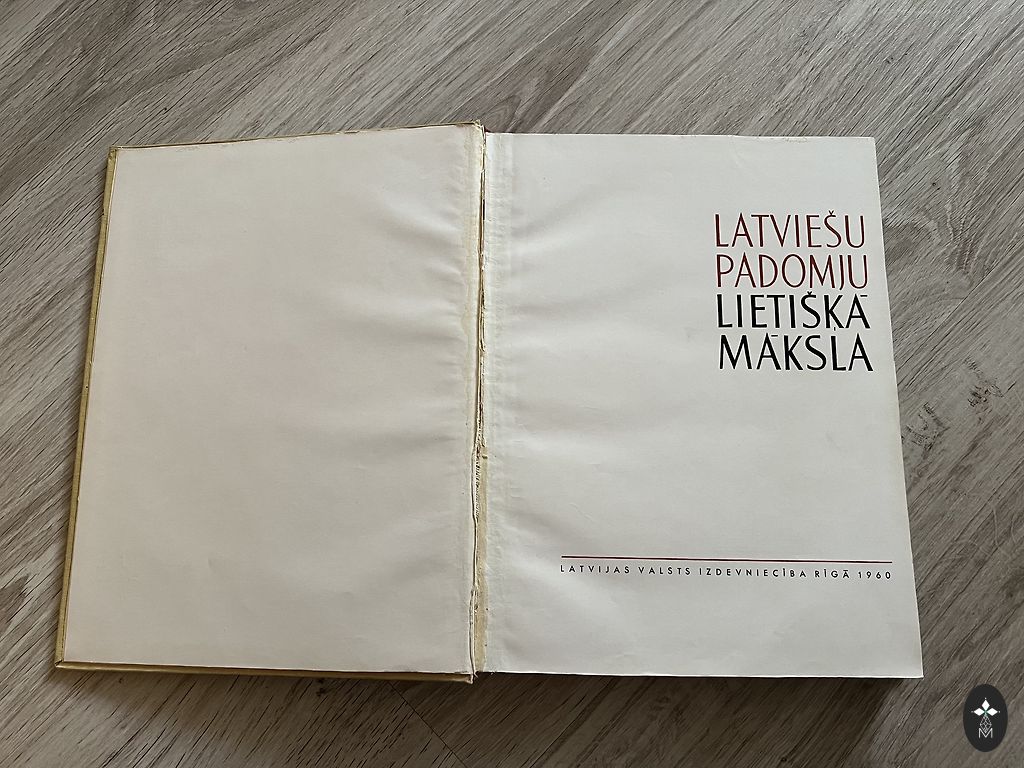 LATVIEŠU
PADOMJU
LIETIŠĶĀ
MĀKSLA
LATVIJAS VALSTS IZDEVNIECĪBA RĪGĀ 1960
M